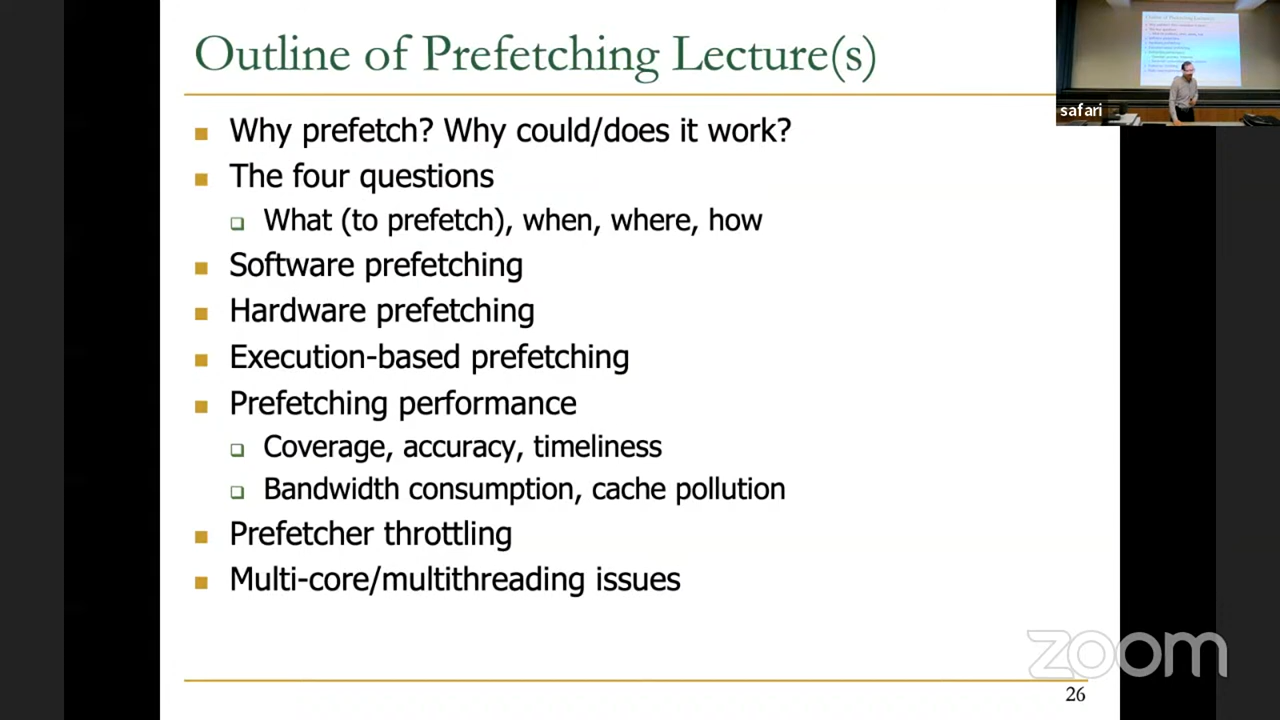 Outline of Prefetching Lecture(s)
safari
Why prefetch? Why could/does it work?
The four questions
What (to prefetch), when, where, how
Software prefetching
Hardware prefetching
Execution-based prefetching
Prefetching performance
Coverage, accuracy, timeliness
Bandwidth consumption, cache pollution
Prefetcher throttling
Multi-core/multithreading issues
zoom
26